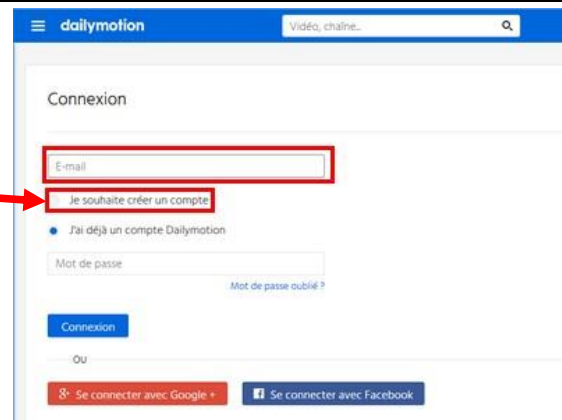 dailymotion
Vidéo, chaîne...
Connexion
E-mail
Je souhaite créer un compte
J'ai déjà un compte Dailymotion
Mot de passe
Mot de passe oublié ?
Connexion
OU
8+ Se connecter avec Google +
f Se connecter avec Facebook